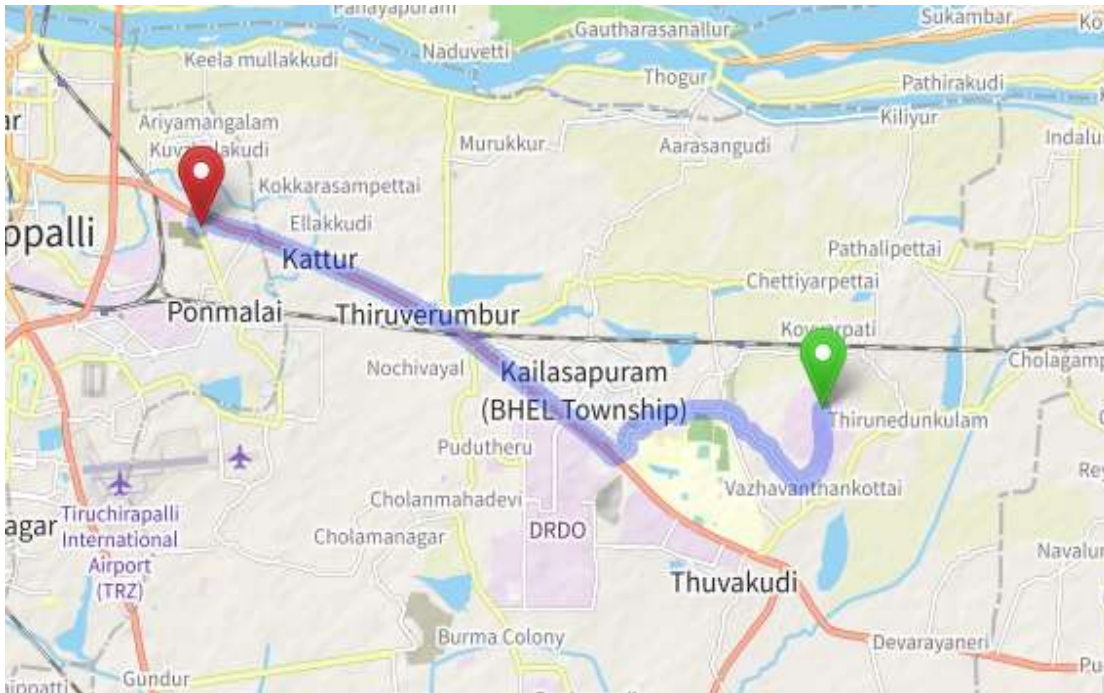 Panayapuram
Gautharasanallur
Sukambar
Naduvetti
Keela mullakkudi
Thogur
Pathirakudi
Kiliyur
Ariyamangalam
Murukkur
Aarasangudi
Kokkarasampettai
Ellakkudi
oppalli
Kattur
Pathalipettai
Chettiyarpettai
Ponmalai
Thiruverumbur
Nochivayal
Kailasapuram
(BHEL Township)
Cholagamp
Thirunedunkulam
Pudutheru
Vazhavanthankottai
Cholanmahadevi
Tiruchirapalli
International
Airport
(TRZ)
agar
Cholamanagar
DRDO
Navalur
Thuvakudi
Burma Colony
Devarayaneri
Gundur